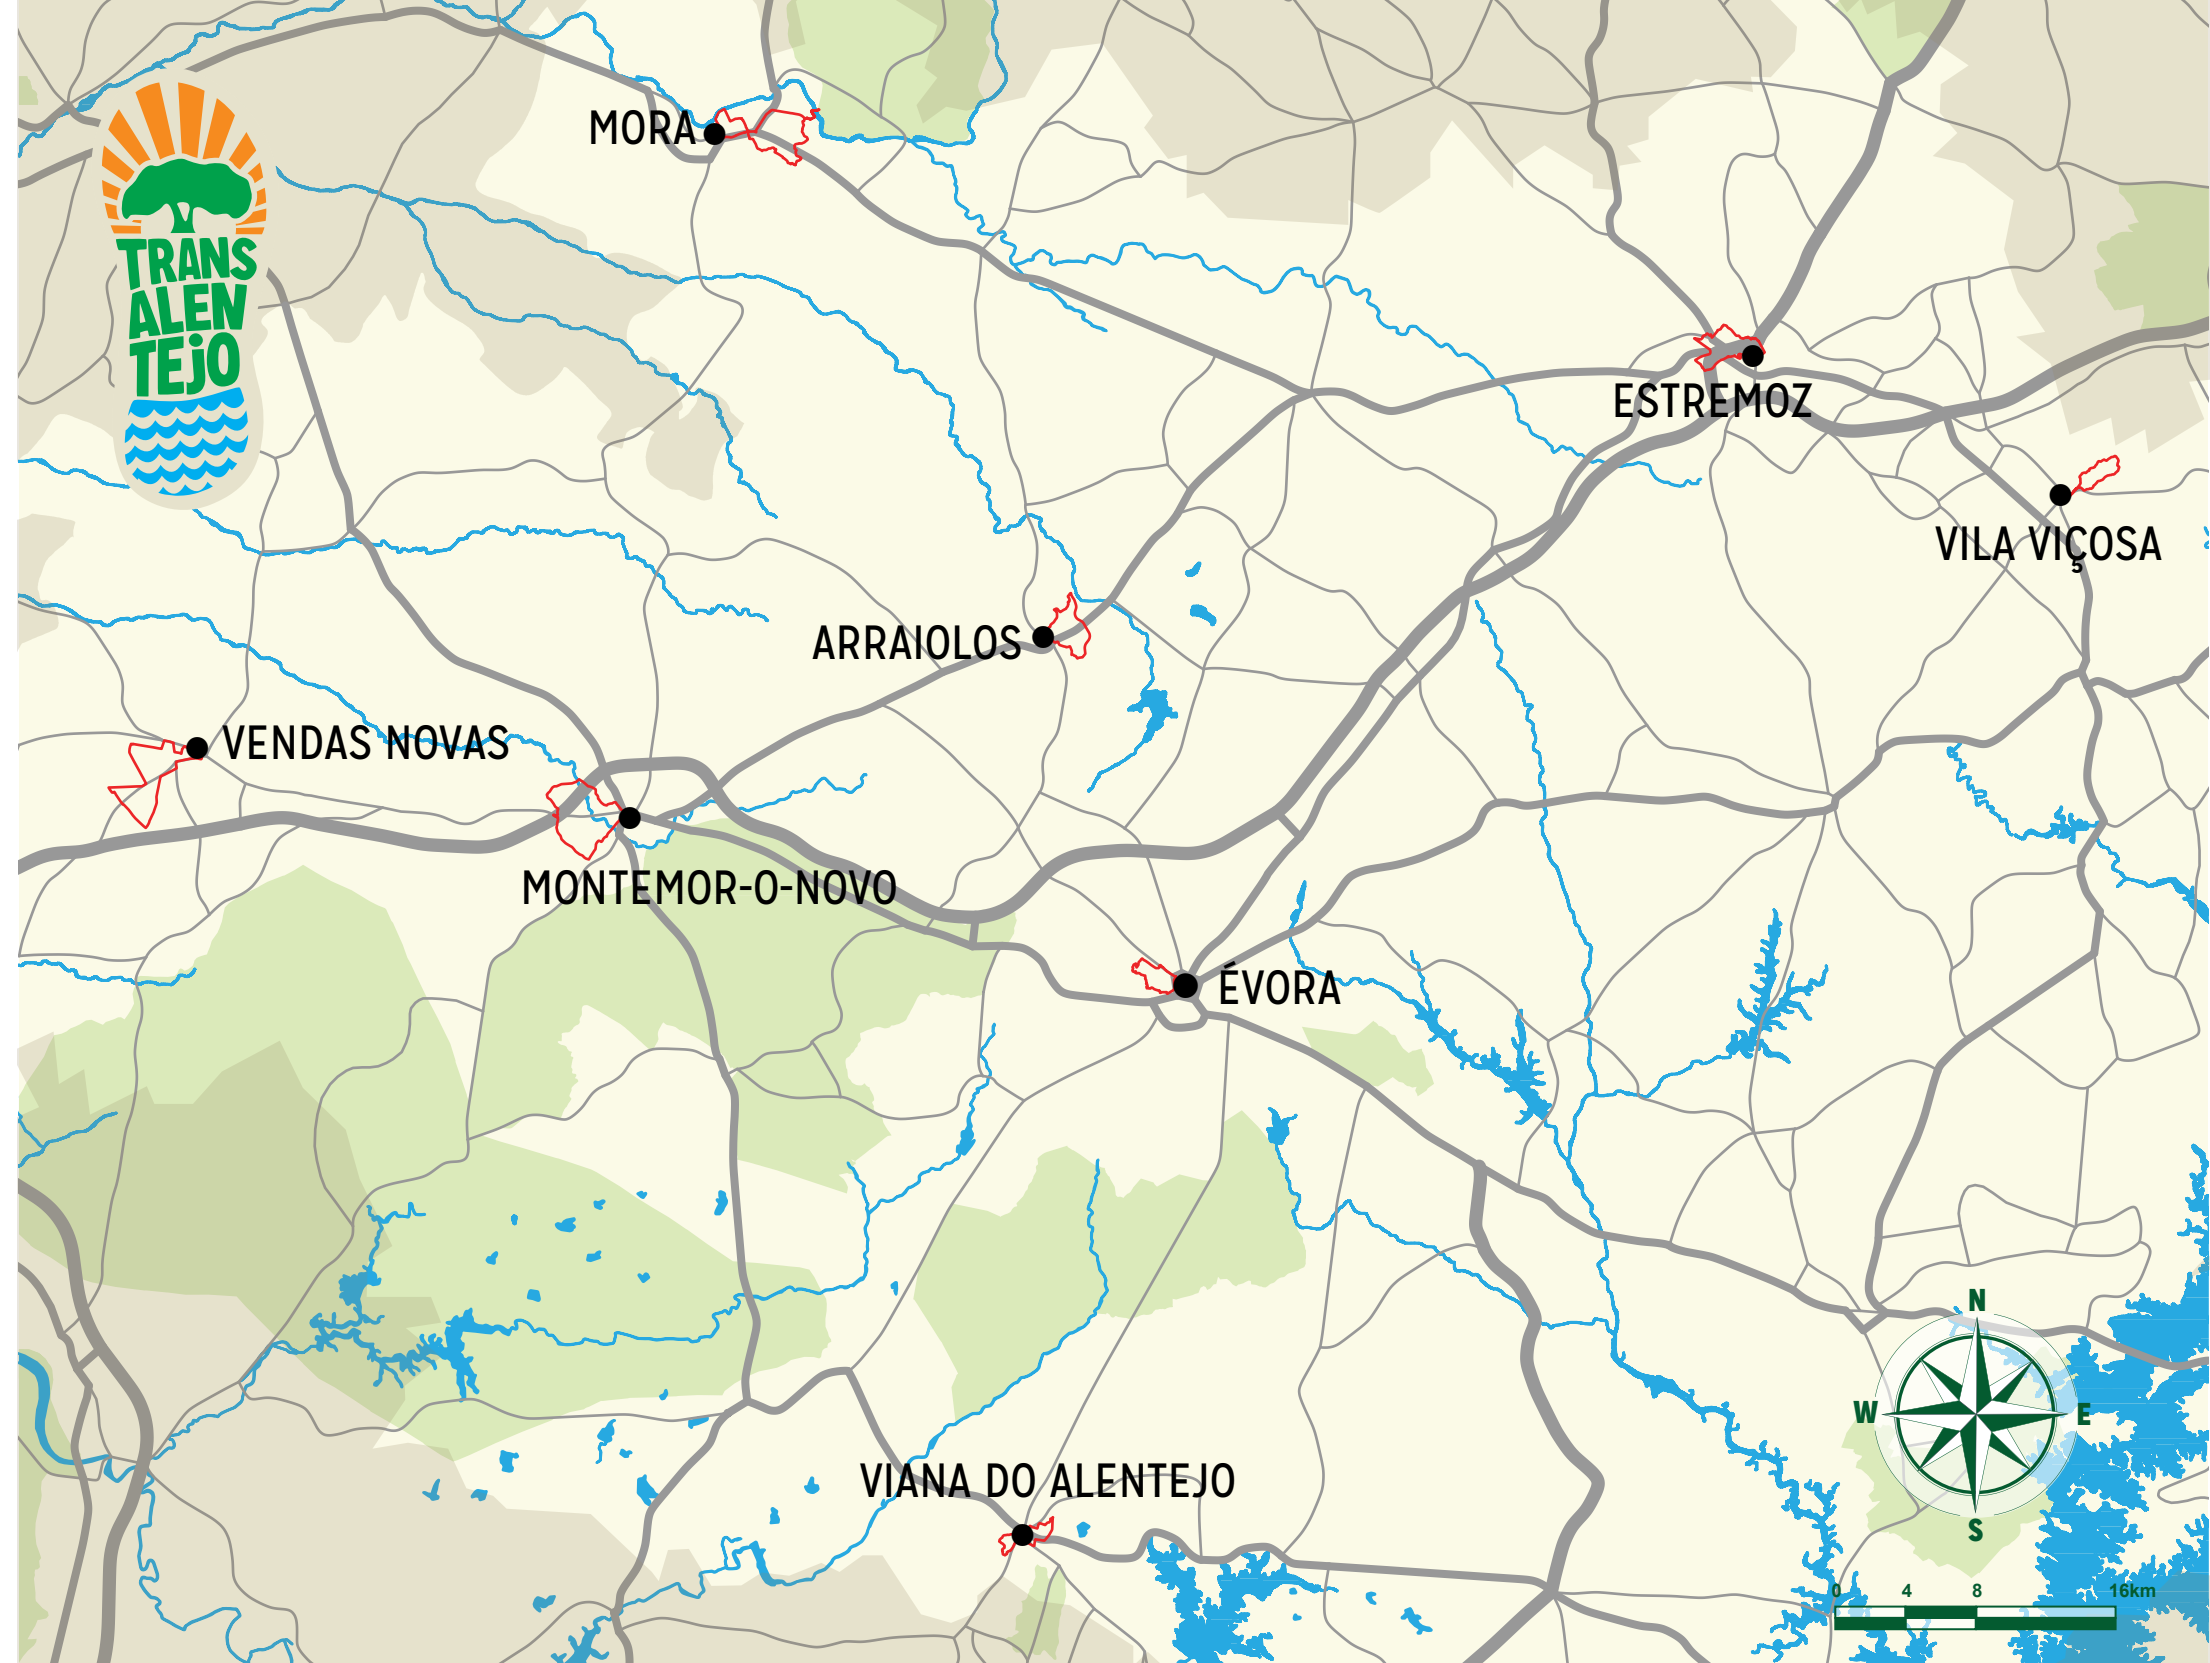 MORA
TRANS
ALEN
TEJO
ESTREMOZ
VILA VIÇOSA
ARRAIOLOS
VENDAS NOVAS
MONTEMOR-O-NOVO
ÉVORA
N
W
E
S
VIANA DO ALENTEJO
0 4 8 16km